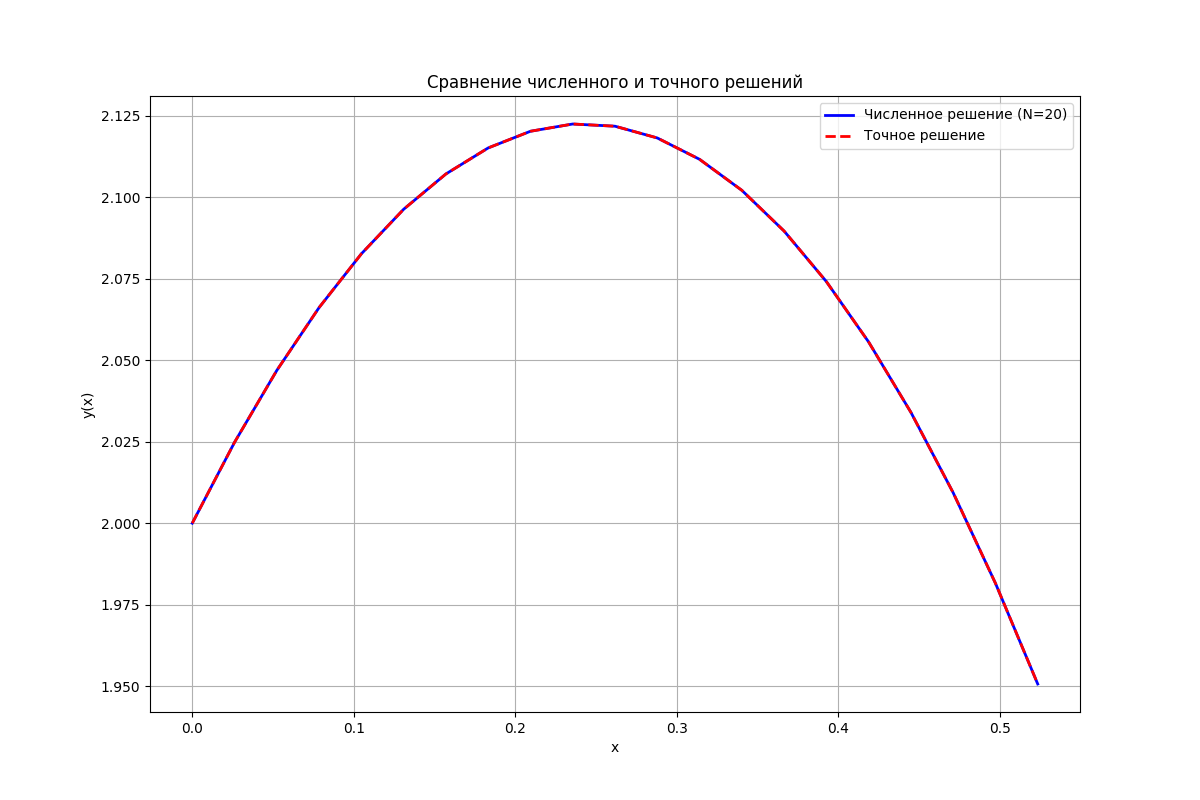 Сравнение численного и точного решений
Численное решение (N=20)
Точное решение
y(x)
2.125
2.100
2.075
2.050
2.025
2.000
1.975
1.950
0.0
0.1
0.2
0.3
0.4
0.5
x